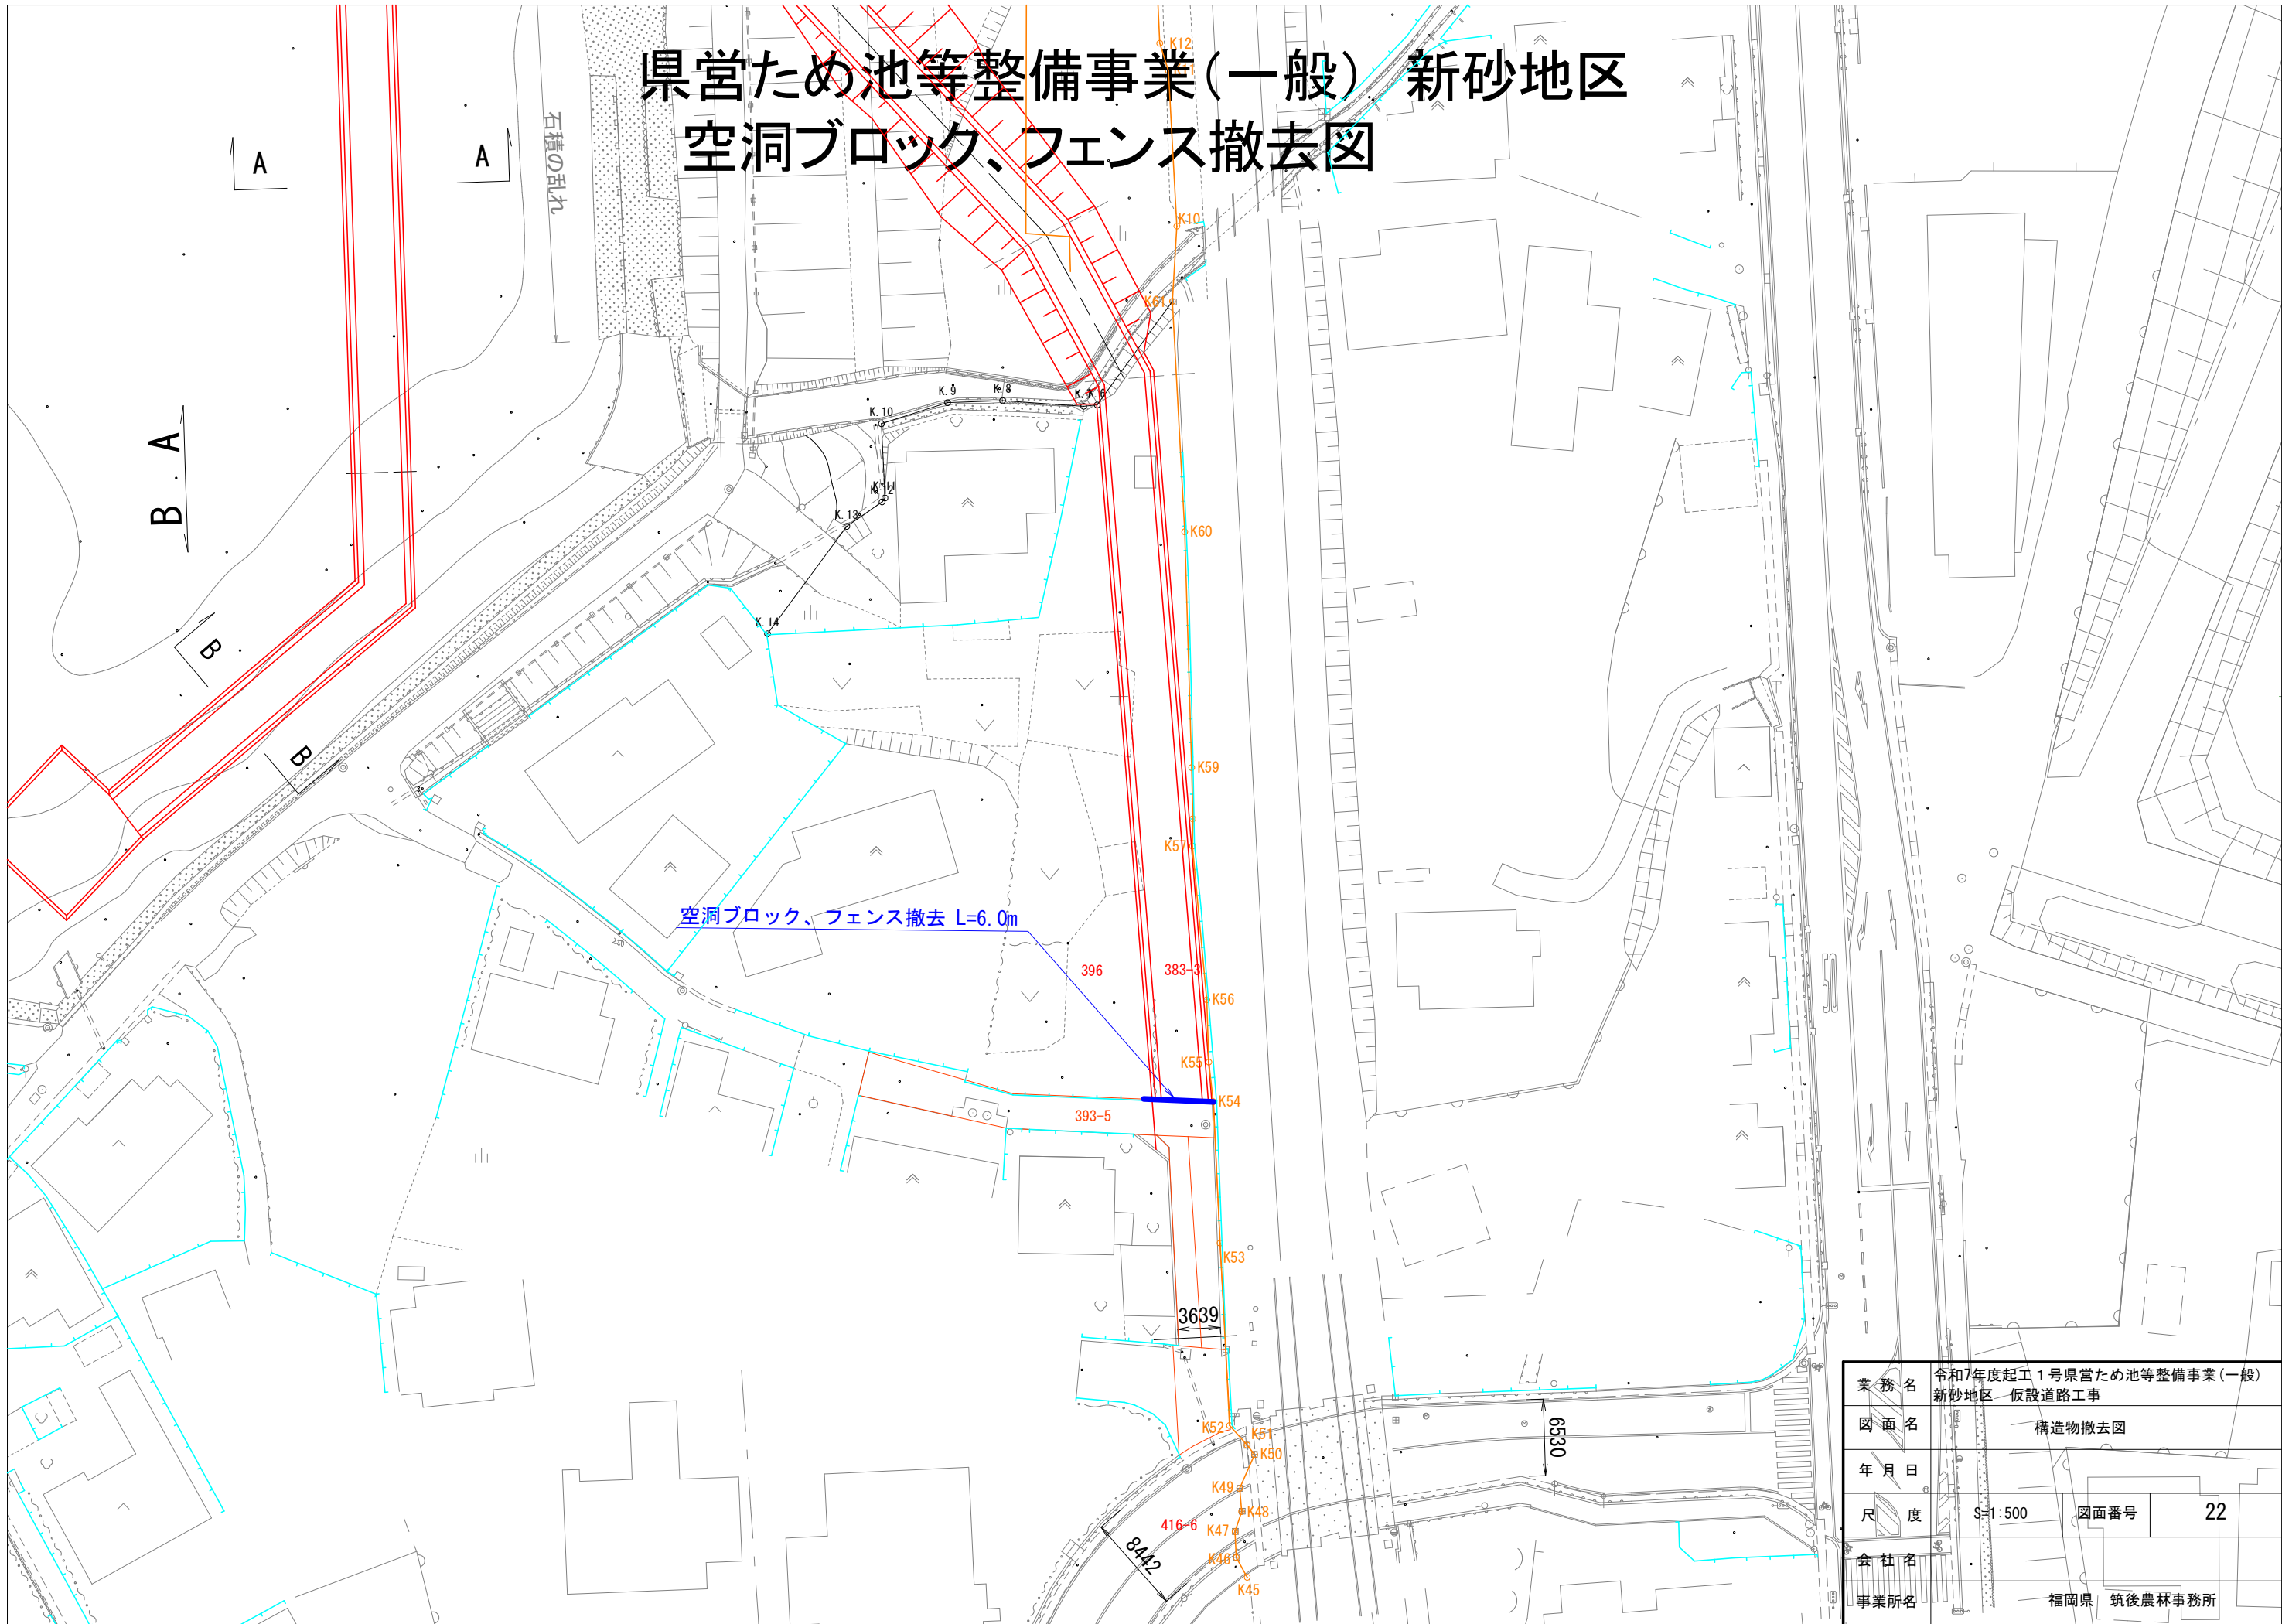 県営ため池等整備事業(一般)　新砂地区
空洞ブロック、フェンス撤去図
石積の乱れ
A
A
A
B
B
B
K12
K10
K61
K60
K59
K57
K56
K55
K54
K53
K52
K51
K50
K49
K48
K47
K46
K45
K.6
K.8
K.9
K.10
K.11
K.12
K.13
K.14
空洞ブロック、フェンス撤去 L=6.0m
396
383-3
393-5
416-6
3639
6530
8442
業務名
令和7年度起工1号県営ため池等整備事業(一般)
新砂地区　仮設道路工事
図面名
構造物撤去図
年月日
尺度
S=1:500
図面番号
22
会社名
事業所名
福岡県　筑後農林事務所